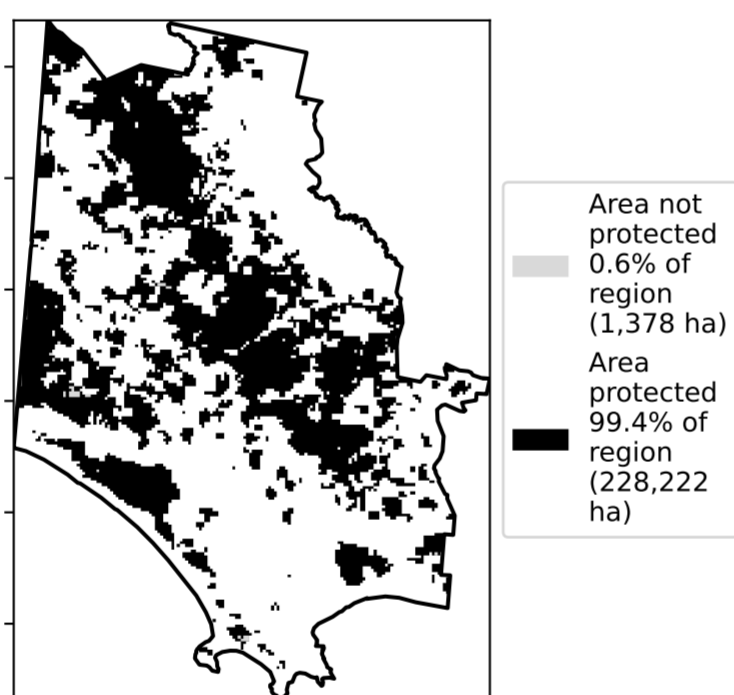 Area not
protected
0.6% of
region
(1,378 ha)
Area
protected
99.4% of
region
(228,222
ha)